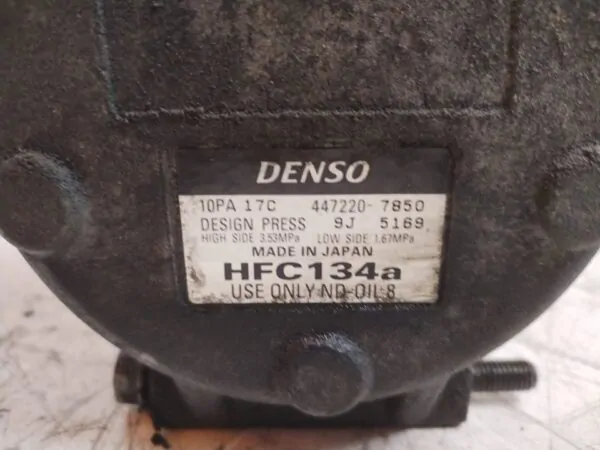 DENSO
10PA 17C 447220- 7850
DESIGN PRESS 9J 5169
HIGH SIDE 3.53MPa LOW SIDE 1.67MPa
MADE IN JAPAN
HFC134a
USE ONLY ND-OIL 8